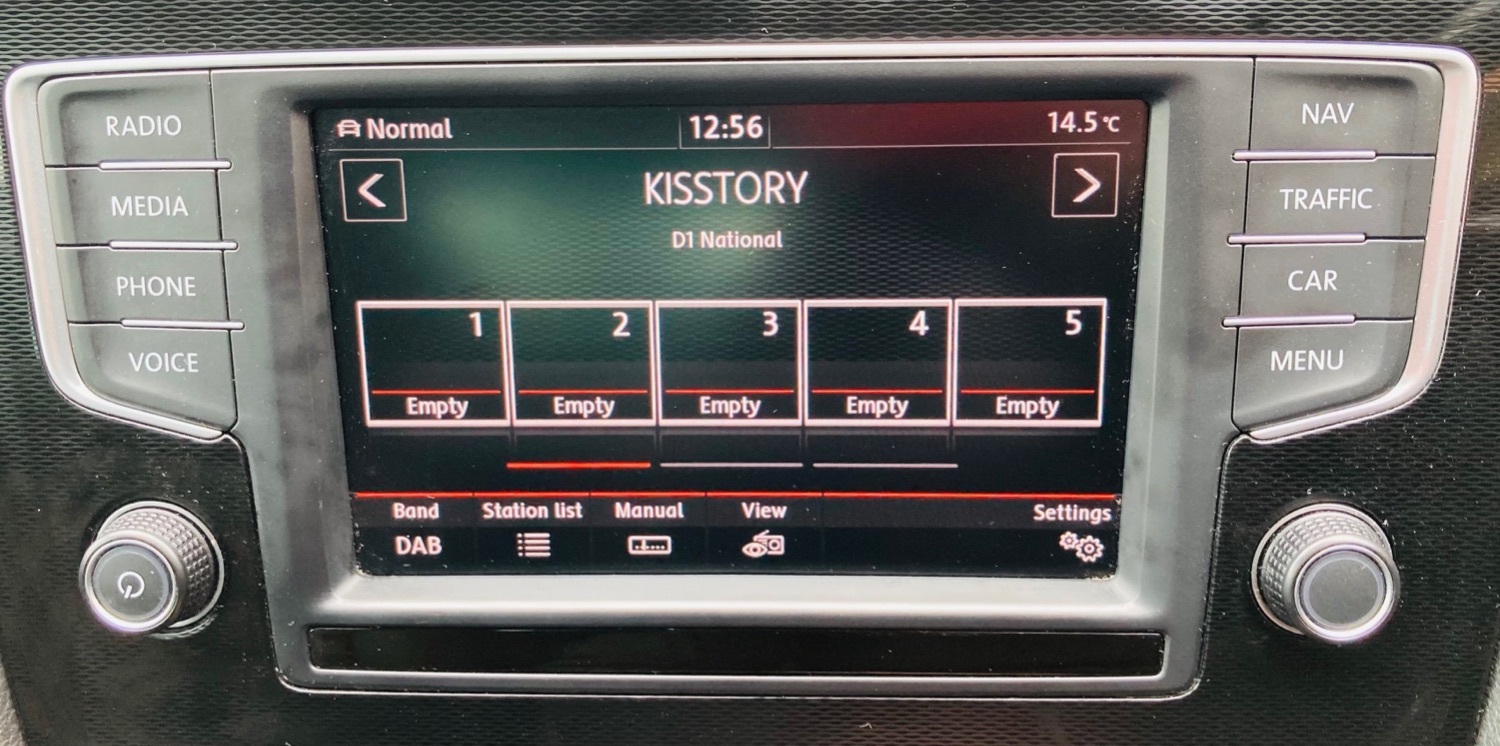 RADIO
MEDIA
PHONE
VOICE
Normal
12:56
14.5°C
KISSTORY
D1 National
1
2
3
4
5
Empty
Empty
Empty
Empty
Empty
Band
Station list
Manual
View
Settings
DAB
NAV
TRAFFIC
CAR
MENU